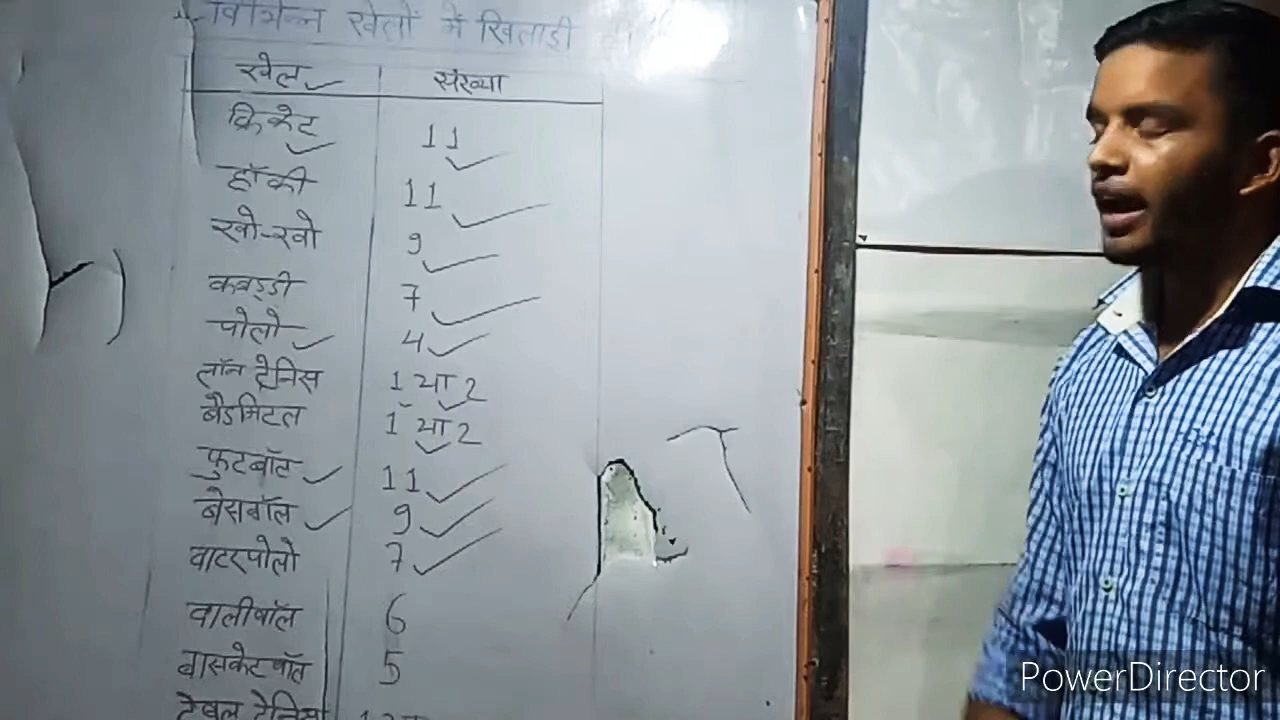 विभिन्न खेलों में खिलाडी
खेल संख्या
क्रिकेट 11
हॉकी 11
खो-खो 9
कबड्डी 7
पोलो 4
लॉन टेनिस 1 या 2
बैडमिटल 1 या 2
फुटबॉल 11
बेसबॉल 9
वाटरपोलो 7
वालीबॉल 6
बास्केटबॉल 5
टेबल टेनिस
PowerDirector